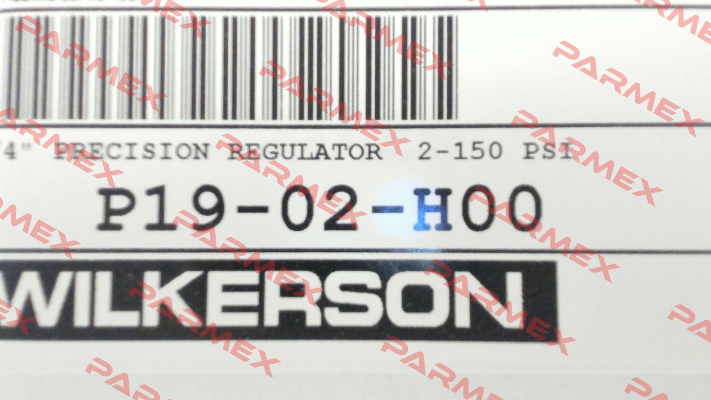 /4" PRECISION REGULATOR 2-150 PSI
P19-02-H00
WILKERSON
PARMEX